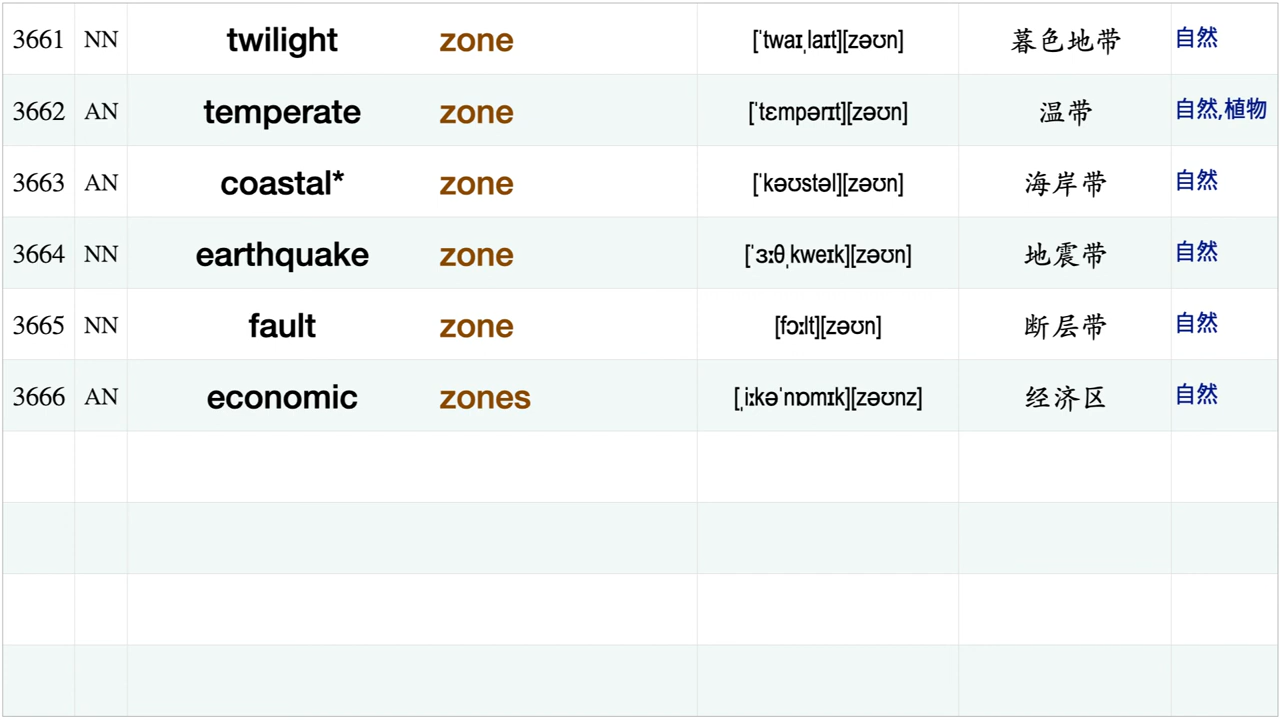 3661 NN twilight zone [ˈtwaɪˌlaɪt][zəʊn] 暮色地带 自然
3662 AN temperate zone [ˈtɛmpərɪt][zəʊn] 温带 自然,植物
3663 AN coastal* zone [ˈkəʊstəl][zəʊn] 海岸带 自然
3664 NN earthquake zone [ˈɜːθˌkweɪk][zəʊn] 地震带 自然
3665 NN fault zone [fɔːlt][zəʊn] 断层带 自然
3666 AN economic zones [ˌiːkəˈnɒmɪk][zəʊnz] 经济区 自然